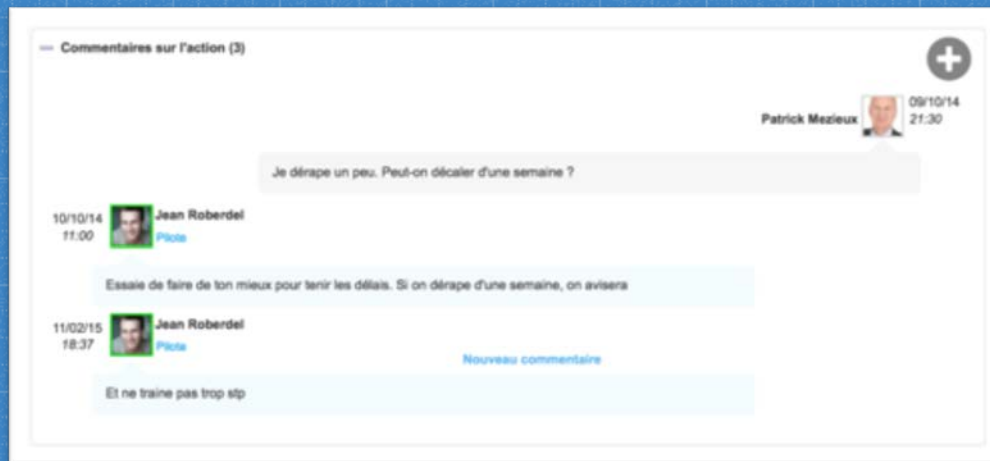 Commentaires sur l'action (3)
Patrick Mezieux
09/10/14
21:30
Je dérape un peu. Peut-on décaler d'une semaine ?
10/10/14
11:00
Jean Roberdel
Pilote
Essaie de faire de ton mieux pour tenir les délais. Si on dérape d'une semaine, on avisera
11/02/15
18:37
Jean Roberdel
Pilote
Nouveau commentaire
Et ne traine pas trop stp